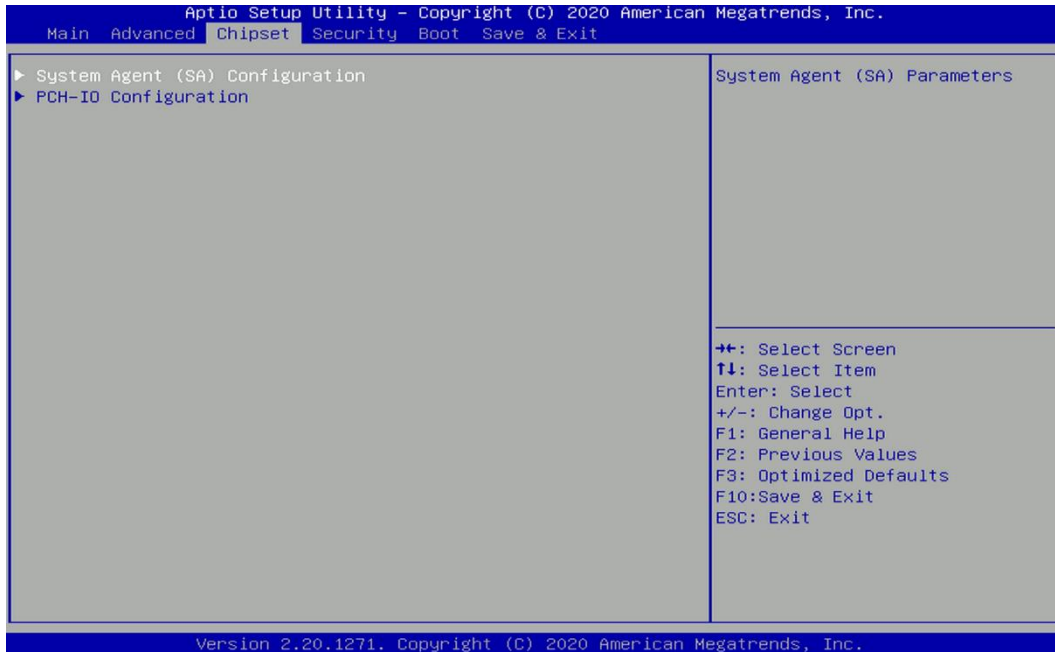 Aptio Setup Utility – Copyright (C) 2020 American Megatrends, Inc.
Main Advanced Chipset Security Boot Save & Exit
▶ System Agent (SA) Configuration
▶ PCH-IO Configuration
System Agent (SA) Parameters
→←: Select Screen
↑↓: Select Item
Enter: Select
+/-: Change Opt.
F1: General Help
F2: Previous Values
F3: Optimized Defaults
F10:Save & Exit
ESC: Exit
Version 2.20.1271. Copyright (C) 2020 American Megatrends, Inc.